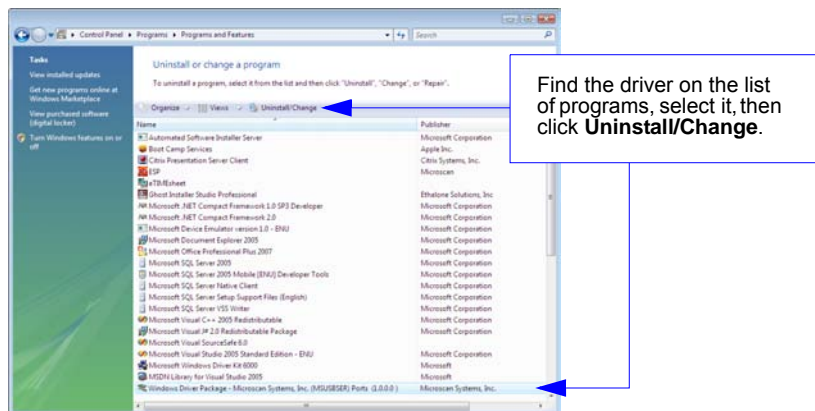 Control Panel ▸ Programs ▸ Programs and Features
Search
Tasks
View installed updates
Get new programs online at
Windows Marketplace
View purchased software
(digital locker)
Turn Windows features on or
off
Uninstall or change a program
To uninstall a program, select it from the list and then click "Uninstall", "Change", or "Repair".
Organize Views Uninstall/Change
Name Publisher
Automated Software Installer Server Microsoft Corporation
Boot Camp Services Apple Inc.
Citrix Presentation Server Client Citrix Systems, Inc.
ESP Microscan
eTIMEsheet
Ghost Installer Studio Professional Ethalone Solutions, Inc
Microsoft .NET Compact Framework 1.0 SP3 Developer Microsoft Corporation
Microsoft .NET Compact Framework 2.0 Microsoft Corporation
Microsoft Device Emulator version 1.0 - ENU Microsoft Corporation
Microsoft Document Explorer 2005 Microsoft Corporation
Microsoft Office Professional Plus 2007 Microsoft Corporation
Microsoft SQL Server 2005 Microsoft Corporation
Microsoft SQL Server 2005 Mobile [ENU] Developer Tools Microsoft Corporation
Microsoft SQL Server Native Client Microsoft Corporation
Microsoft SQL Server Setup Support Files (English) Microsoft Corporation
Microsoft SQL Server VSS Writer Microsoft Corporation
Microsoft Visual C++ 2005 Redistributable Microsoft Corporation
Microsoft Visual J# 2.0 Redistributable Package Microsoft Corporation
Microsoft Visual SourceSafe 6.0
Microsoft Visual Studio 2005 Standard Edition - ENU Microsoft Corporation
Microsoft Windows Driver Kit 6000 Microsoft
MSDN Library for Visual Studio 2005 Microsoft
Windows Driver Package - Microscan Systems, Inc. (MSUSBSER) Ports (1.0.0.0) Microscan Systems, Inc.
Find the driver on the list
of programs, select it, then
click Uninstall/Change.